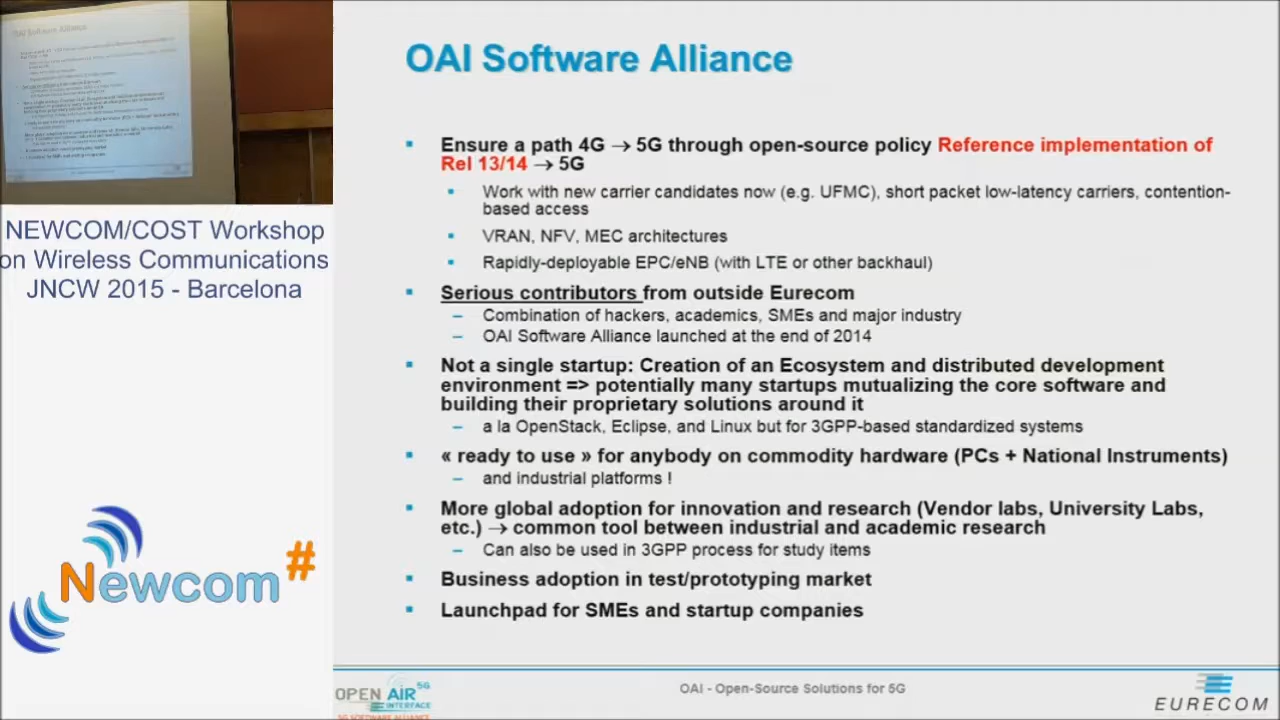 OAI Software Alliance
Ensure a path 4G → 5G through open-source policy Reference implementation of
Rel 13/14 → 5G
Work with new carrier candidates now (e.g. UFMC), short packet low-latency carriers, contention-
based access
VRAN, NFV, MEC architectures
Rapidly-deployable EPC/eNB (with LTE or other backhaul)
Serious contributors from outside Eurecom
– Combination of hackers, academics, SMEs and major industry
– OAI Software Alliance launched at the end of 2014
Not a single startup: Creation of an Ecosystem and distributed development
environment => potentially many startups mutualizing the core software and
building their proprietary solutions around it
– a la OpenStack, Eclipse, and Linux but for 3GPP-based standardized systems
« ready to use » for anybody on commodity hardware (PCs + National Instruments)
– and industrial platforms !
More global adoption for innovation and research (Vendor labs, University Labs,
etc.) → common tool between industrial and academic research
– Can also be used in 3GPP process for study items
Business adoption in test/prototyping market
Launchpad for SMEs and startup companies
NEWCOM/COST Workshop
on Wireless Communications
JNCW 2015 - Barcelona
Newcom#
OPEN AIR 5G
INTERFACE
5G SOFTWARE ALLIANCE
OAI - Open-Source Solutions for 5G
EURECOM